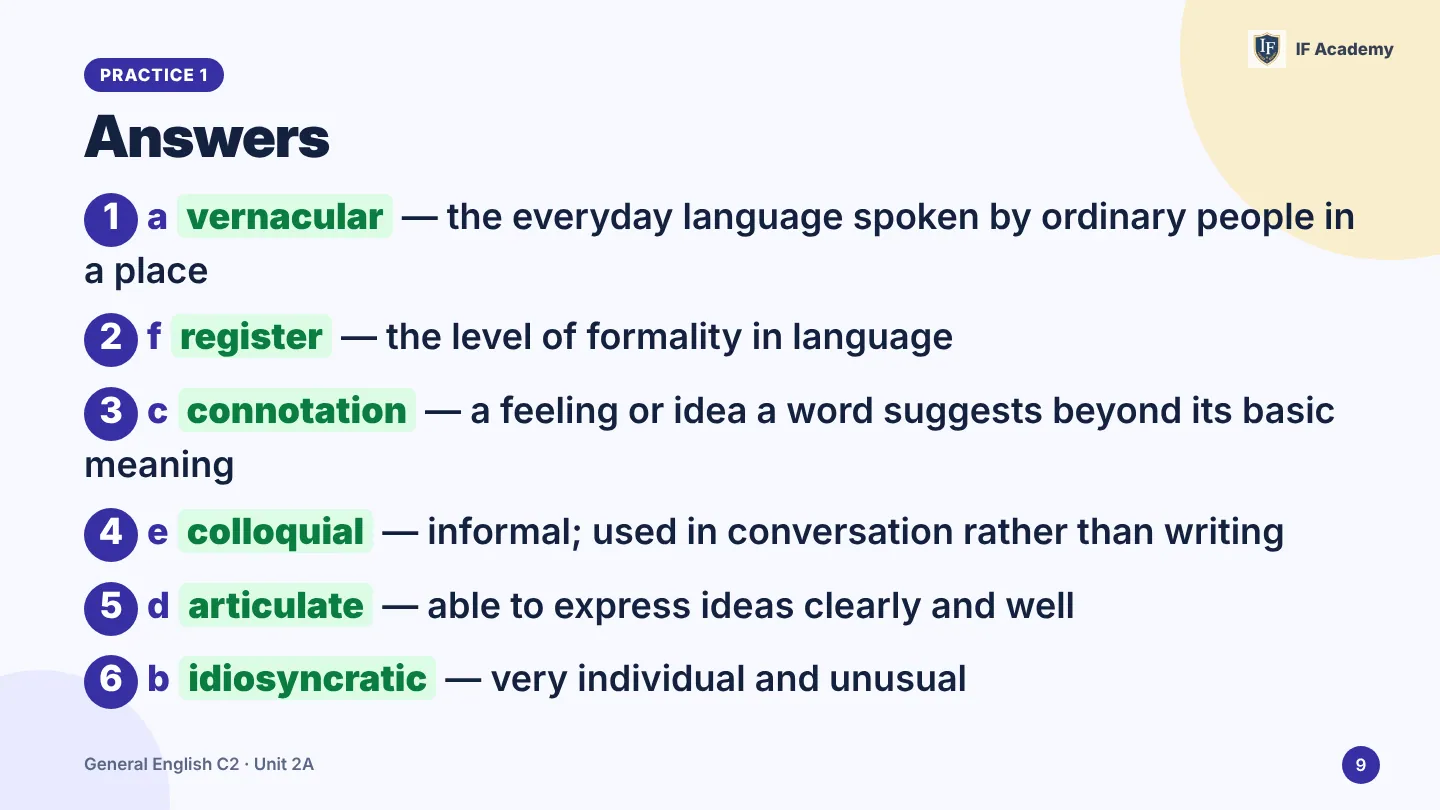 IF Academy
PRACTICE 1
Answers
1 a vernacular — the everyday language spoken by ordinary people in
a place
2 f register — the level of formality in language
3 c connotation — a feeling or idea a word suggests beyond its basic
meaning
4 e colloquial — informal; used in conversation rather than writing
5 d articulate — able to express ideas clearly and well
6 b idiosyncratic — very individual and unusual
General English C2 · Unit 2A
9